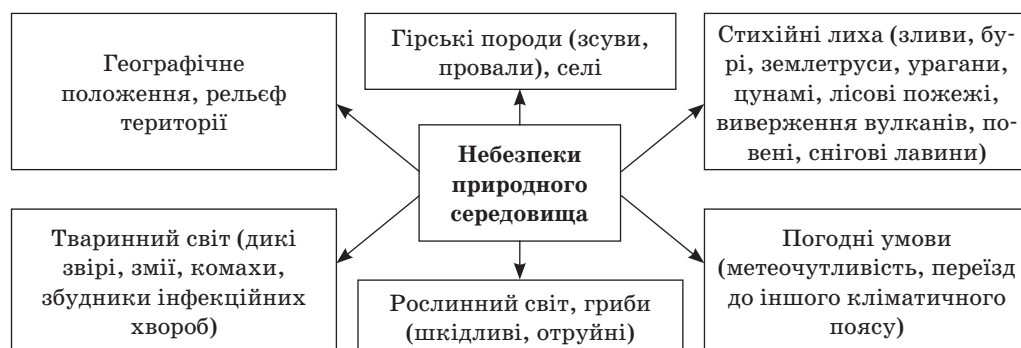 Географічне
положення, рельєф
території
Гірські породи (зсуви,
провали), селі
Стихійні лиха (зливи, бу-
рі, землетруси, урагани,
цунамі, лісові пожежі,
виверження вулканів, по-
вені, снігові лавини)
Небезпеки
природного
середовища
Тваринний світ (дикі
звірі, змії, комахи,
збудники інфекційних
хвороб)
Рослинний світ, гриби
(шкідливі, отруйні)
Погодні умови
(метеочутливість, переїзд
до іншого кліматичного
поясу)